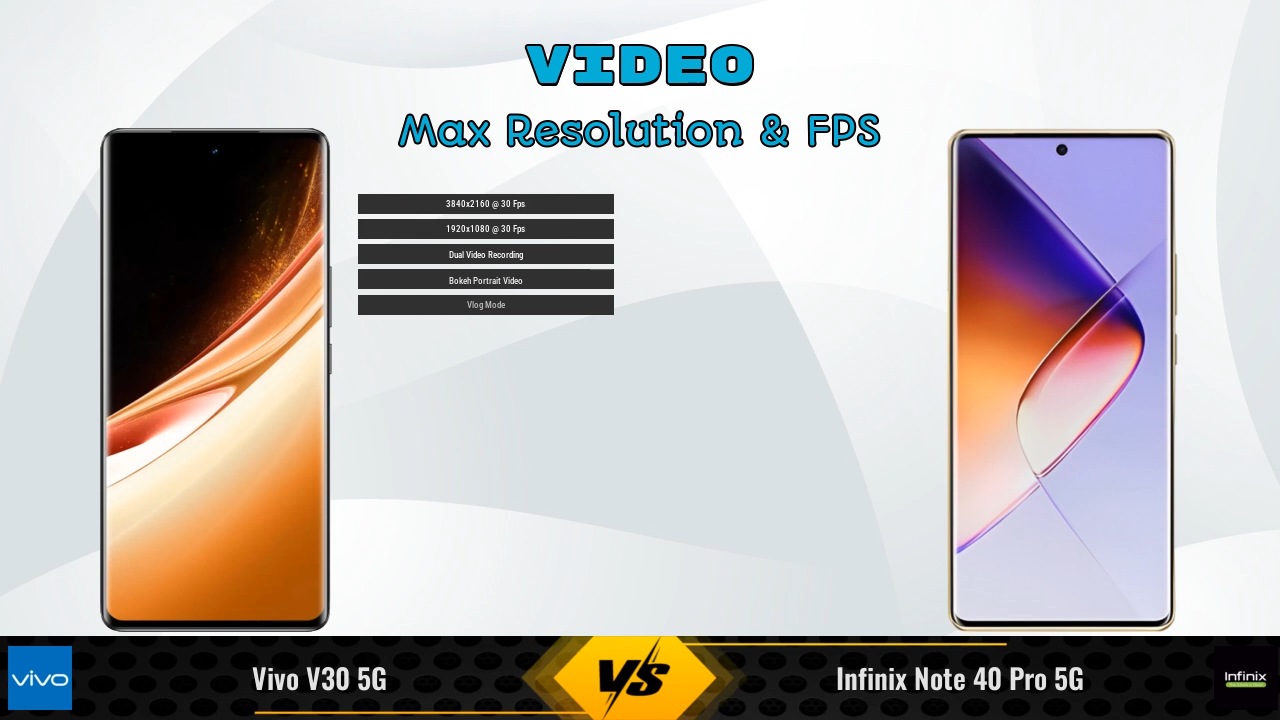 VIDEO
Max Resolution & FPS
3840x2160 @ 30 Fps
1920x1080 @ 30 Fps
Dual Video Recording
Bokeh Portrait Video
Vlog Mode
vivo
Vivo V30 5G
VS
Infinix Note 40 Pro 5G
Infinix